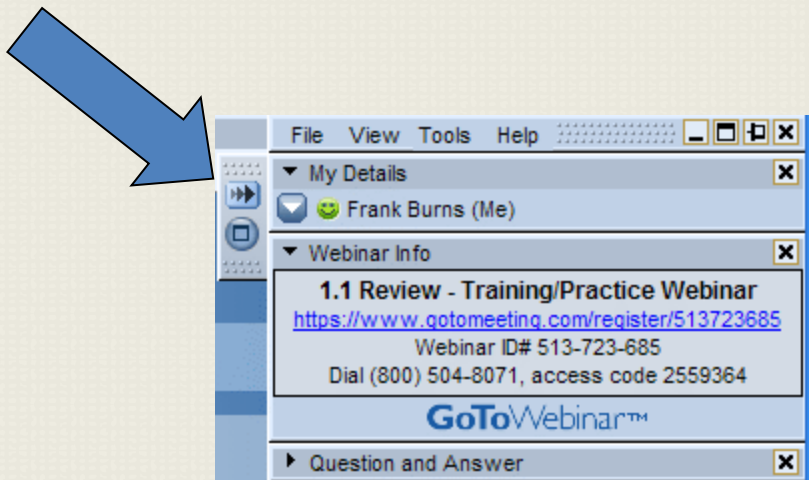 File View Tools Help
My Details
Frank Burns (Me)
Webinar Info
1.1 Review - Training/Practice Webinar
https://www.gotomeeting.com/register/513723685
Webinar ID# 513-723-685
Dial (800) 504-8071, access code 2559364
GoToWebinar™
Question and Answer